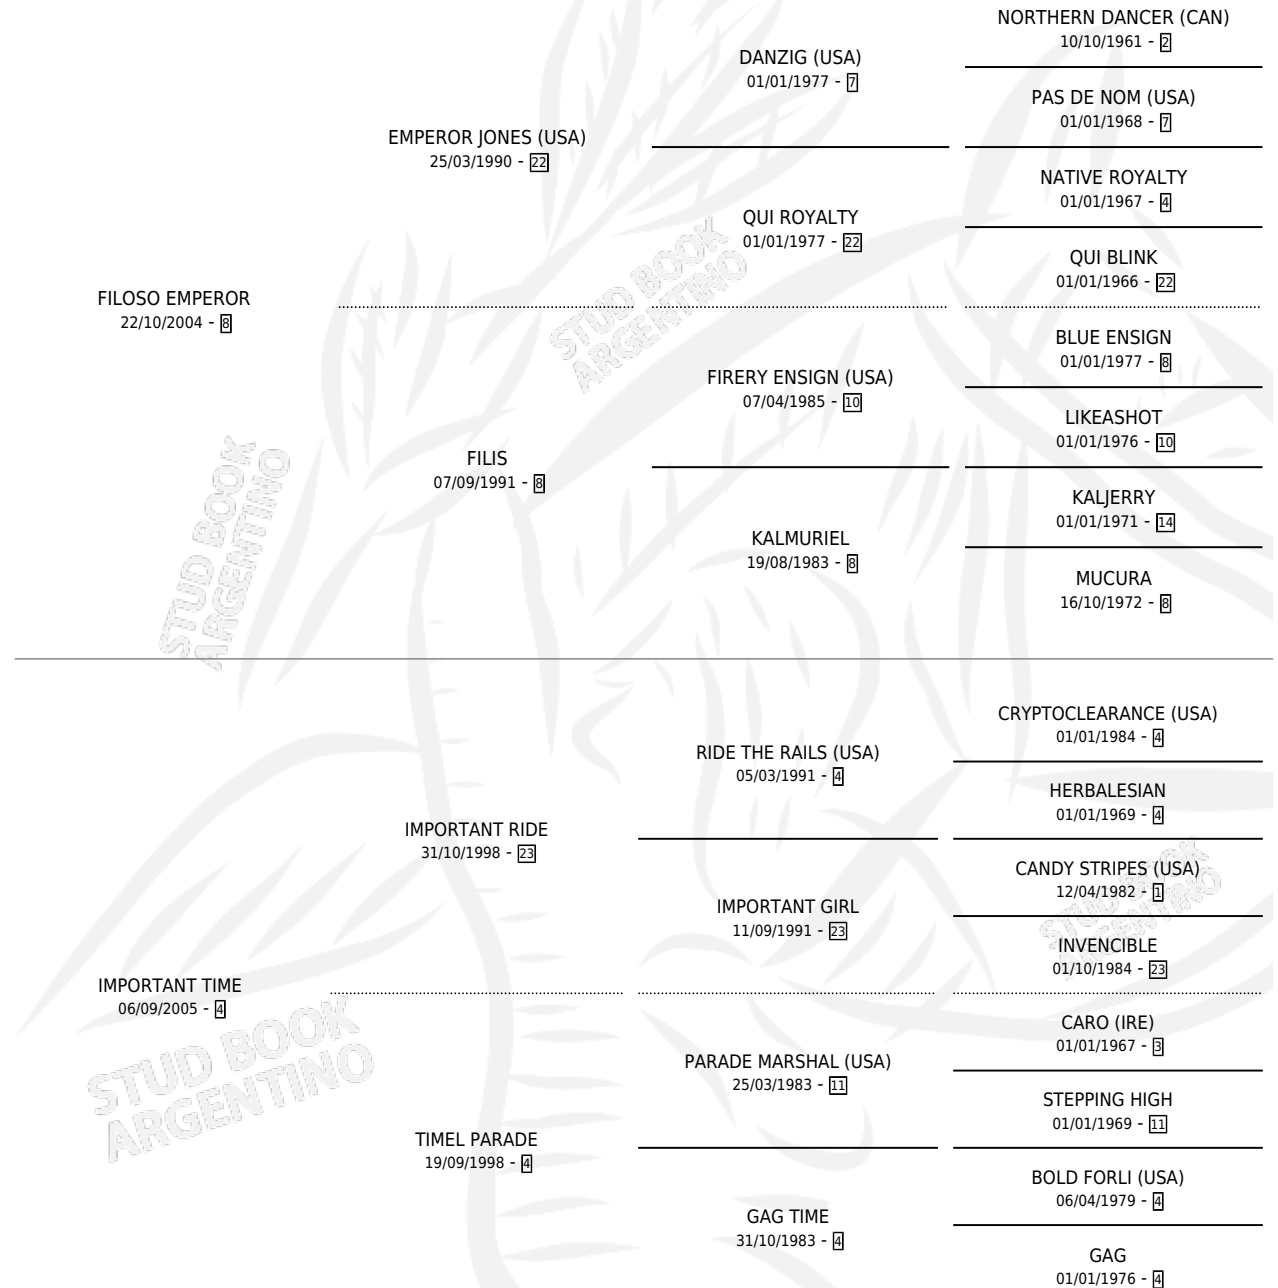 NORTHERN DANCER (CAN)
10/10/1961 - 2
DANZIG (USA)
01/01/1977 - 7
PAS DE NOM (USA)
01/01/1968 - 7
EMPEROR JONES (USA)
25/03/1990 - 22
NATIVE ROYALTY
01/01/1967 - 4
QUI ROYALTY
01/01/1977 - 22
QUI BLINK
01/01/1966 - 22
FILOSO EMPEROR
22/10/2004 - 8
BLUE ENSIGN
01/01/1977 - 8
FIRERY ENSIGN (USA)
07/04/1985 - 10
LIKEASHOT
01/01/1976 - 10
FILIS
07/09/1991 - 8
KALJERRY
01/01/1971 - 14
KALMURIEL
19/08/1983 - 8
MUCURA
16/10/1972 - 8
STUD BOOK
ARGENTINO
STUD BOOK
ARGENTINO
CRYPTOCLEARANCE (USA)
01/01/1984 - 4
RIDE THE RAILS (USA)
05/03/1991 - 4
HERBALESIAN
01/01/1969 - 4
IMPORTANT RIDE
31/10/1998 - 23
CANDY STRIPES (USA)
12/04/1982 - 1
IMPORTANT GIRL
11/09/1991 - 23
INVENCIBLE
01/10/1984 - 23
STUD BOOK
ARGENTINO
IMPORTANT TIME
06/09/2005 - 4
CARO (IRE)
01/01/1967 - 3
PARADE MARSHAL (USA)
25/03/1983 - 11
STEPPING HIGH
01/01/1969 - 11
STUD BOOK
ARGENTINO
TIMEL PARADE
19/09/1998 - 4
BOLD FORLI (USA)
06/04/1979 - 4
GAG TIME
31/10/1983 - 4
GAG
01/01/1976 - 4